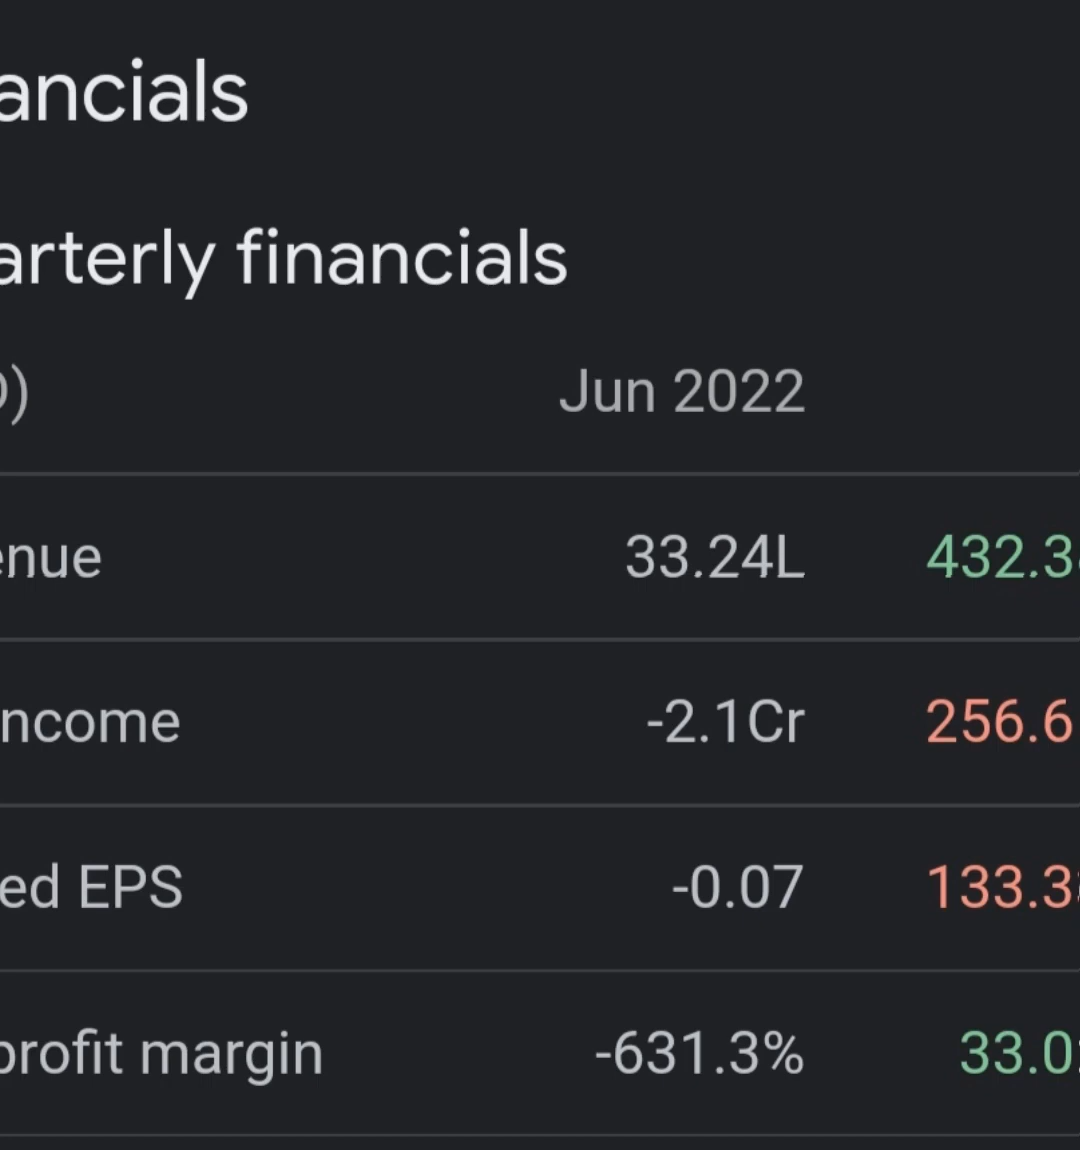 ancials
arterly financials
) Jun 2022
enue 33.24L 432.3
ncome -2.1Cr 256.6
ed EPS -0.07 133.3
profit margin -631.3% 33.0